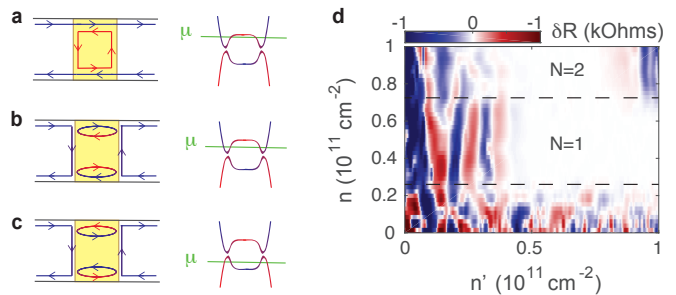 a
μ
b
μ
c
μ
d
-1
0
-1
δR (kOhms)
n (10¹¹ cm⁻²)
1
0.8
0.6
0.4
0.2
0
N=2
N=1
0
0.5
1
n' (10¹¹ cm⁻²)